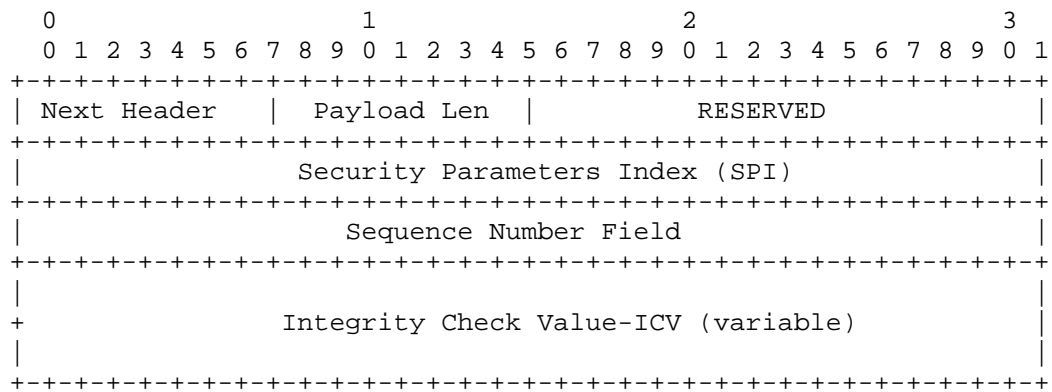 0                   1                   2                   3
0 1 2 3 4 5 6 7 8 9 0 1 2 3 4 5 6 7 8 9 0 1 2 3 4 5 6 7 8 9 0 1
+-+-+-+-+-+-+-+-+-+-+-+-+-+-+-+-+-+-+-+-+-+-+-+-+-+-+-+-+-+-+-+-+
| Next Header   |  Payload Len  |          RESERVED             |
+-+-+-+-+-+-+-+-+-+-+-+-+-+-+-+-+-+-+-+-+-+-+-+-+-+-+-+-+-+-+-+-+
|                 Security Parameters Index (SPI)               |
+-+-+-+-+-+-+-+-+-+-+-+-+-+-+-+-+-+-+-+-+-+-+-+-+-+-+-+-+-+-+-+-+
|                    Sequence Number Field                      |
+-+-+-+-+-+-+-+-+-+-+-+-+-+-+-+-+-+-+-+-+-+-+-+-+-+-+-+-+-+-+-+-+
|                                                               |
+                Integrity Check Value-ICV (variable)           |
|                                                               |
+-+-+-+-+-+-+-+-+-+-+-+-+-+-+-+-+-+-+-+-+-+-+-+-+-+-+-+-+-+-+-+-+